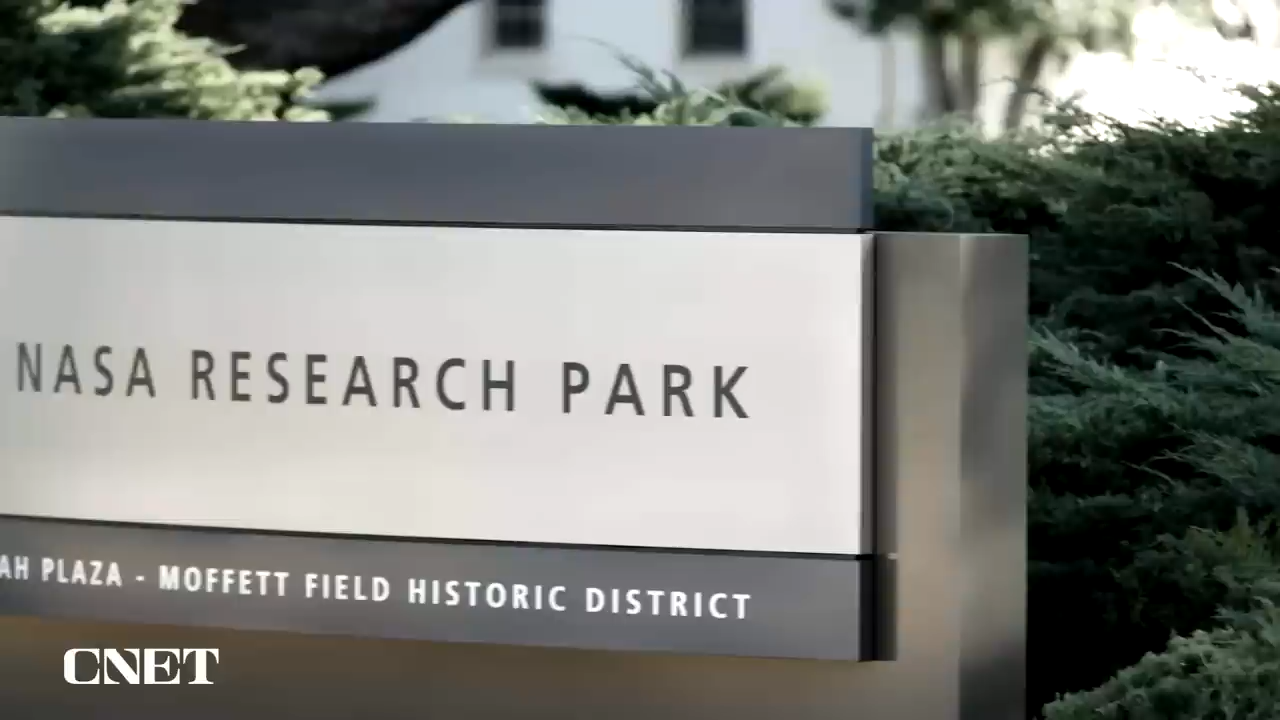 NASA RESEARCH PARK
PLAZA - MOFFETT FIELD HISTORIC DISTRICT
CNET